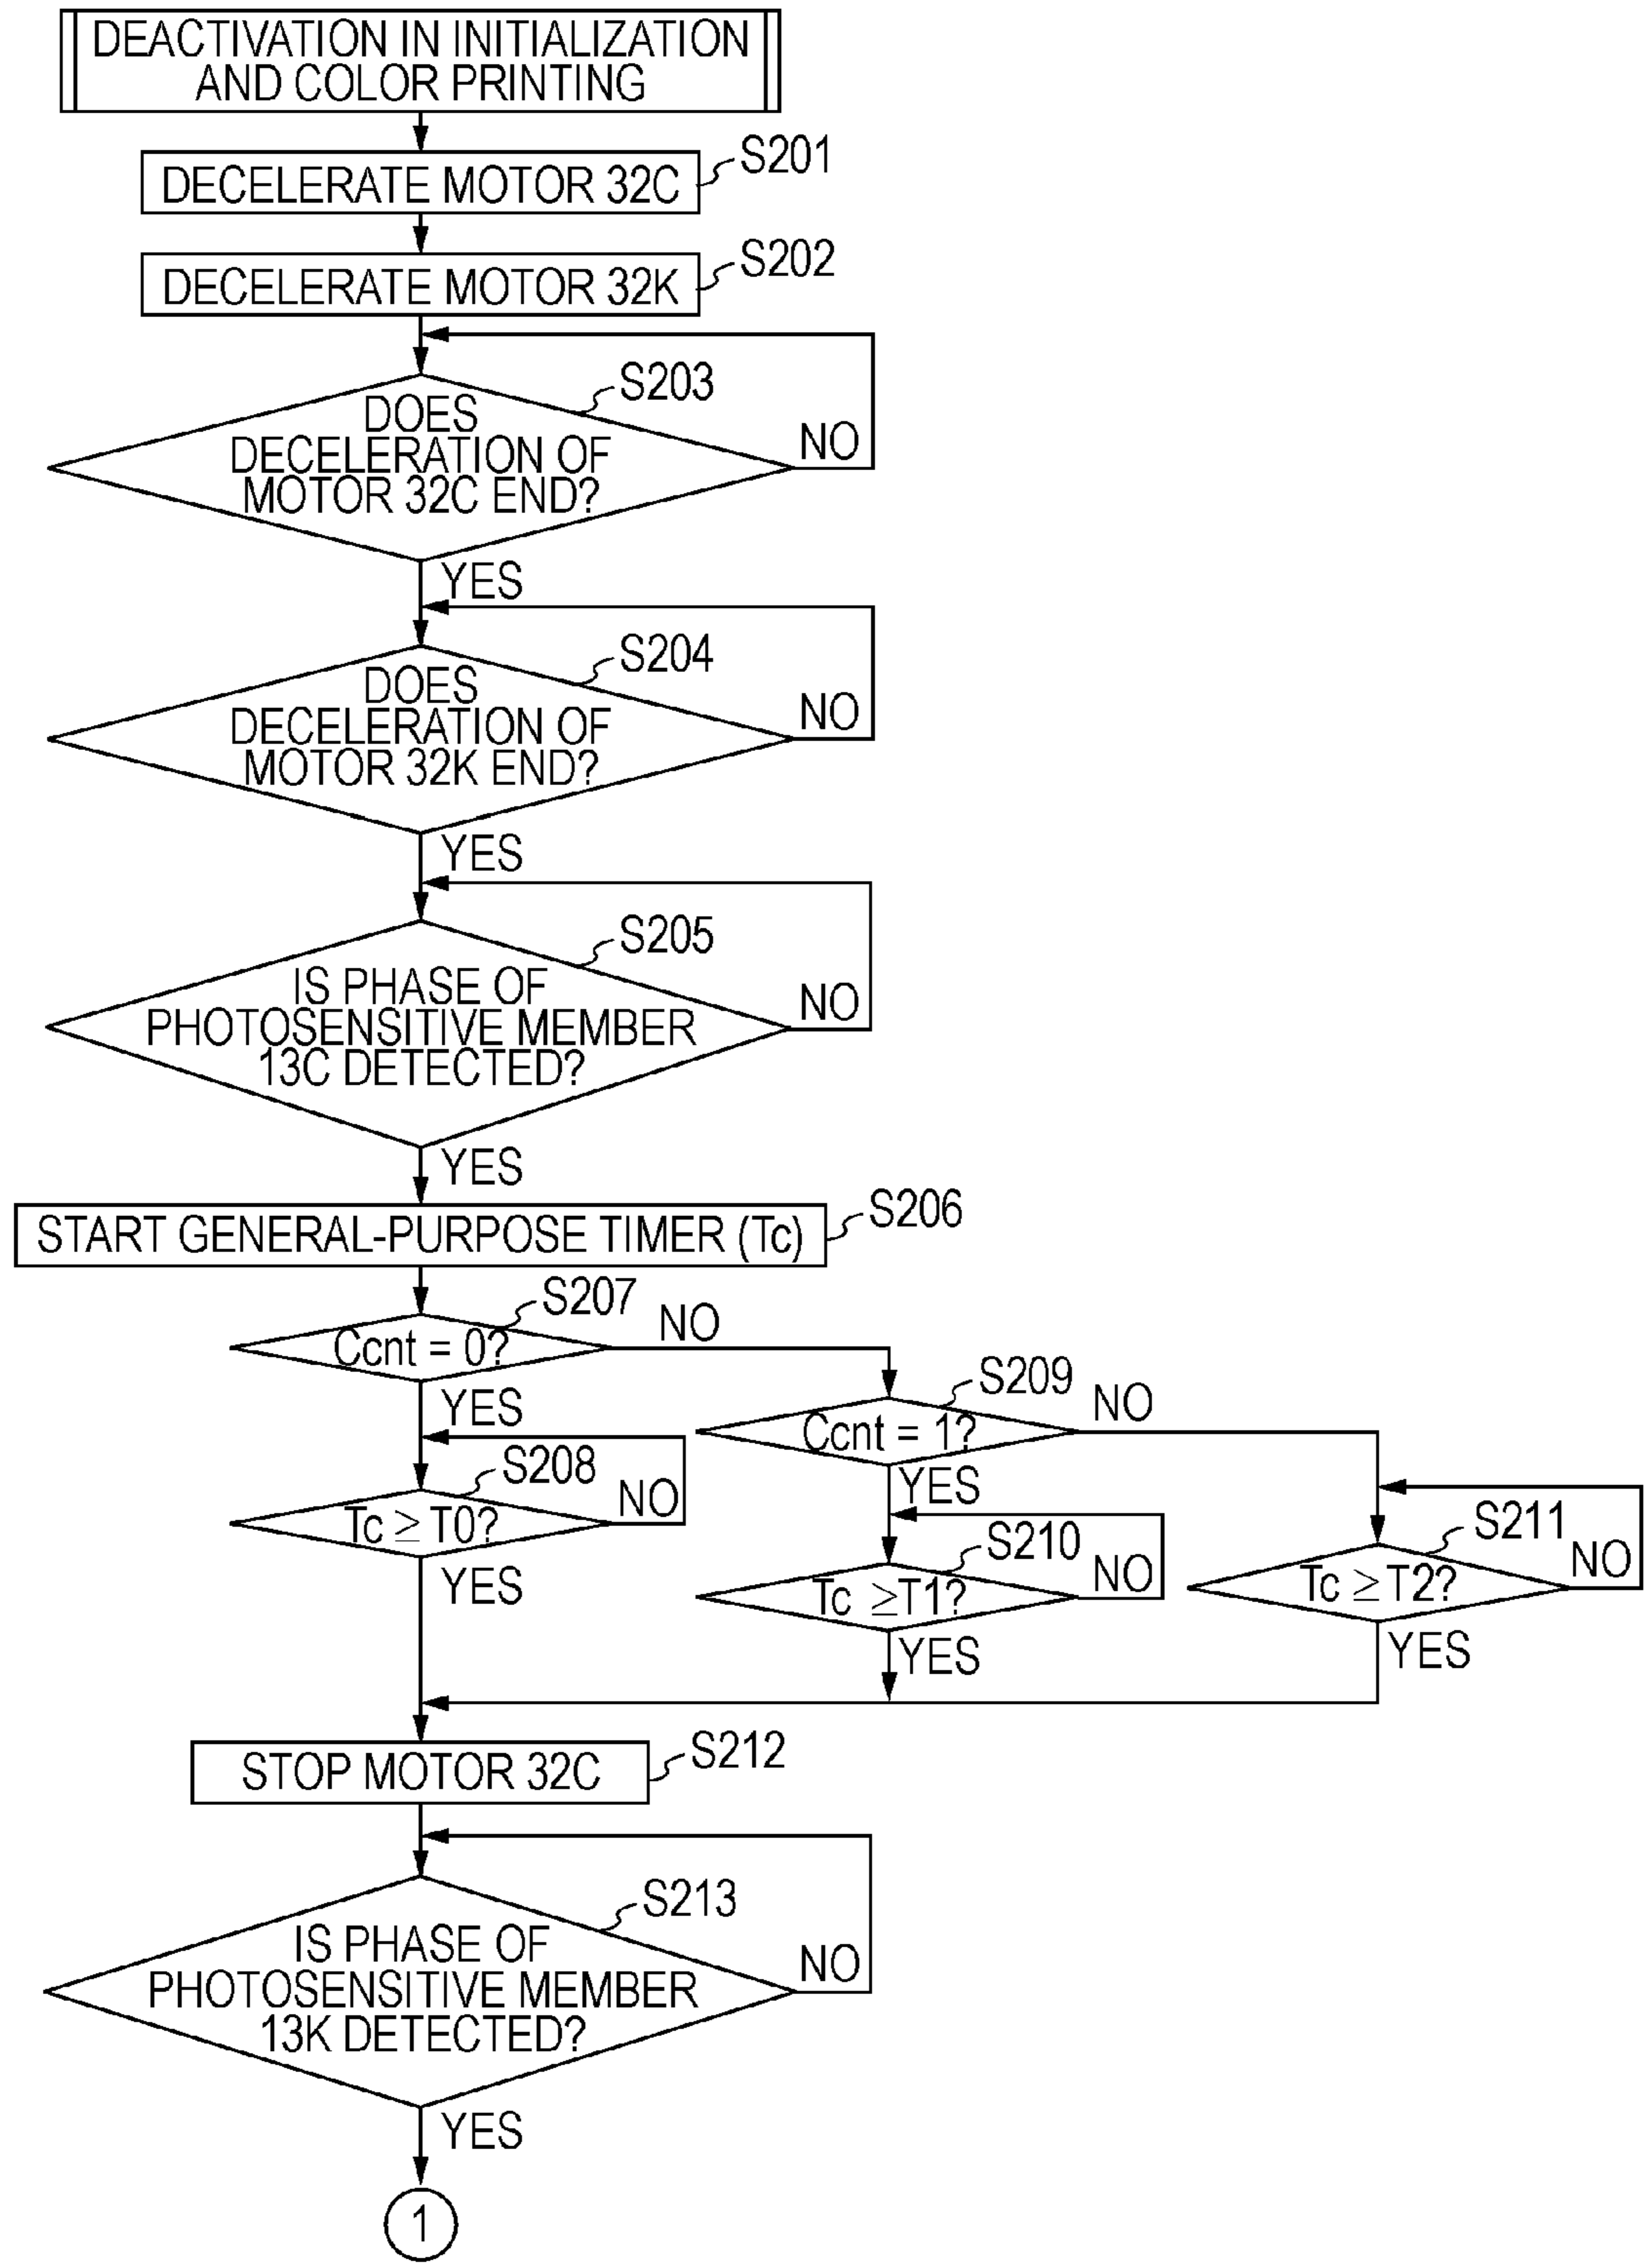 DEACTIVATION IN INITIALIZATION
AND COLOR PRINTING
S201
DECELERATE MOTOR 32C
S202
DECELERATE MOTOR 32K
S203
DOES
DECELERATION OF
MOTOR 32C END?
NO
YES
S204
DOES
DECELERATION OF
MOTOR 32K END?
NO
YES
S205
IS PHASE OF
PHOTOSENSITIVE MEMBER
13C DETECTED?
NO
YES
S206
START GENERAL-PURPOSE TIMER (Tc)
S207
Ccnt = 0?
NO
YES
S208
Tc ≥ T0?
NO
YES
S209
Ccnt = 1?
NO
YES
S210
Tc ≥T1?
NO
YES
S211
Tc ≥T2?
NO
YES
S212
STOP MOTOR 32C
S213
IS PHASE OF
PHOTOSENSITIVE MEMBER
13K DETECTED?
NO
YES
1